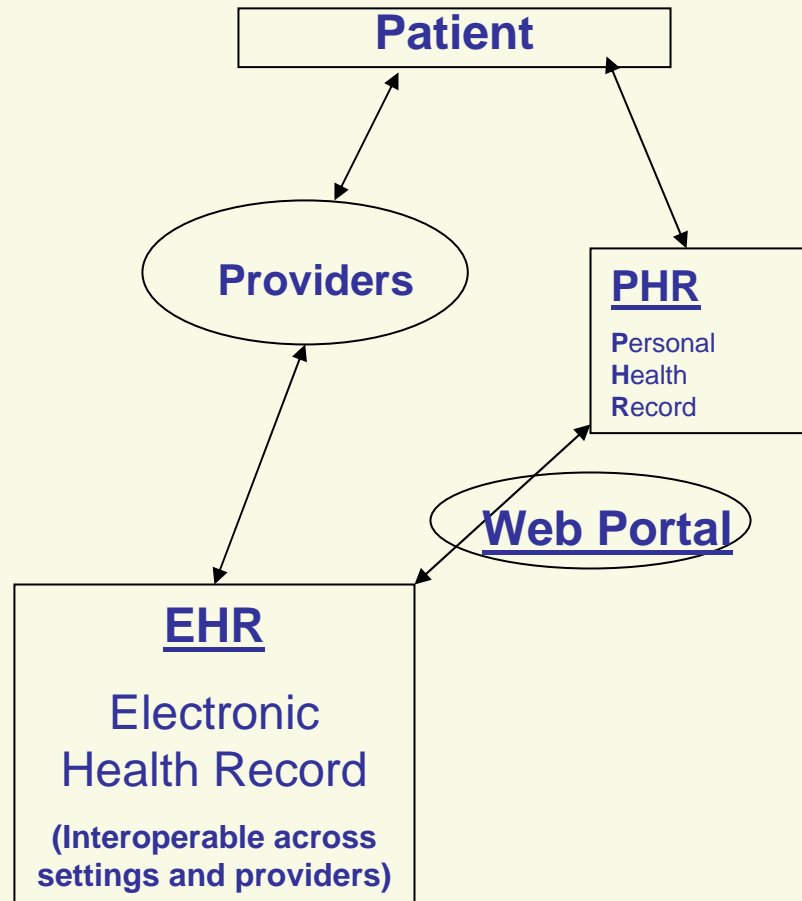 Patient
Providers
PHR
Personal
Health
Record
Web Portal
EHR
Electronic
Health Record
(Interoperable across
settings and providers)